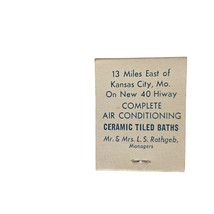 13 Miles East of
Kansas City, Mo.
On New 40 Hiway
COMPLETE
AIR CONDITIONING
CERAMIC TILED BATHS
Mr. & Mrs. L. S. Rothgeb,
Managers